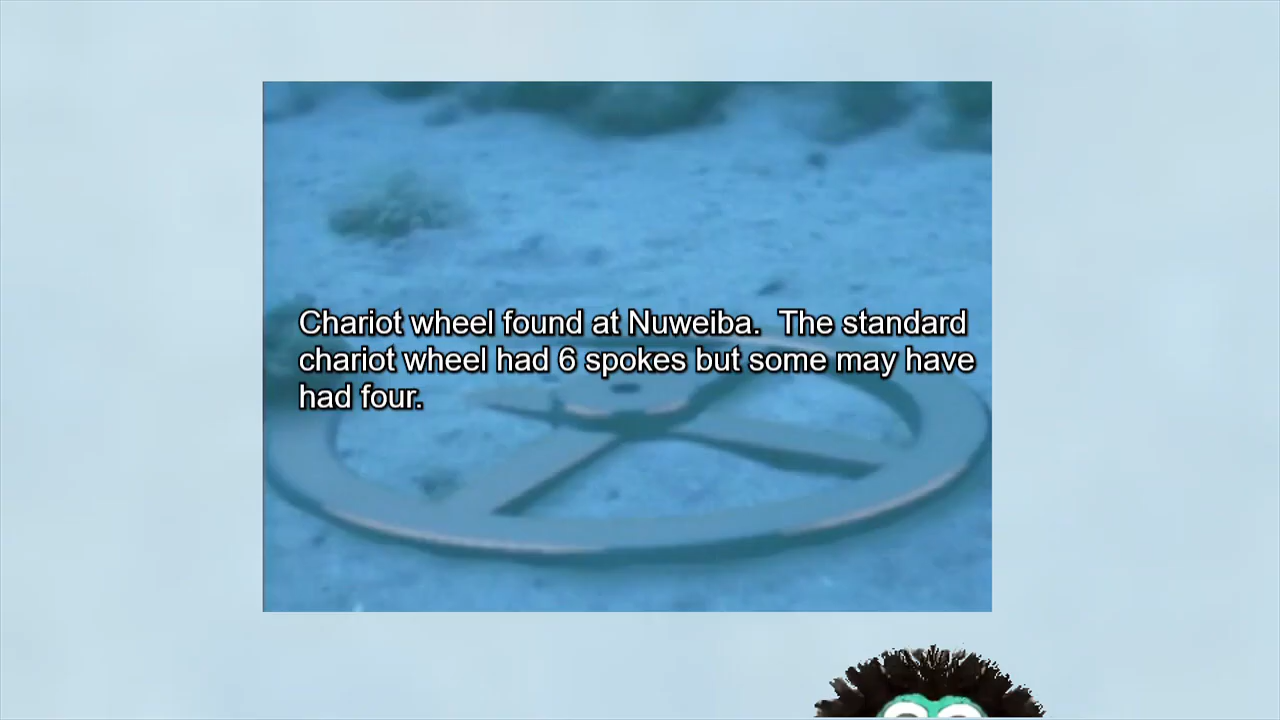 Chariot wheel found at Nuweiba.  The standard
chariot wheel had 6 spokes but some may have
had four.